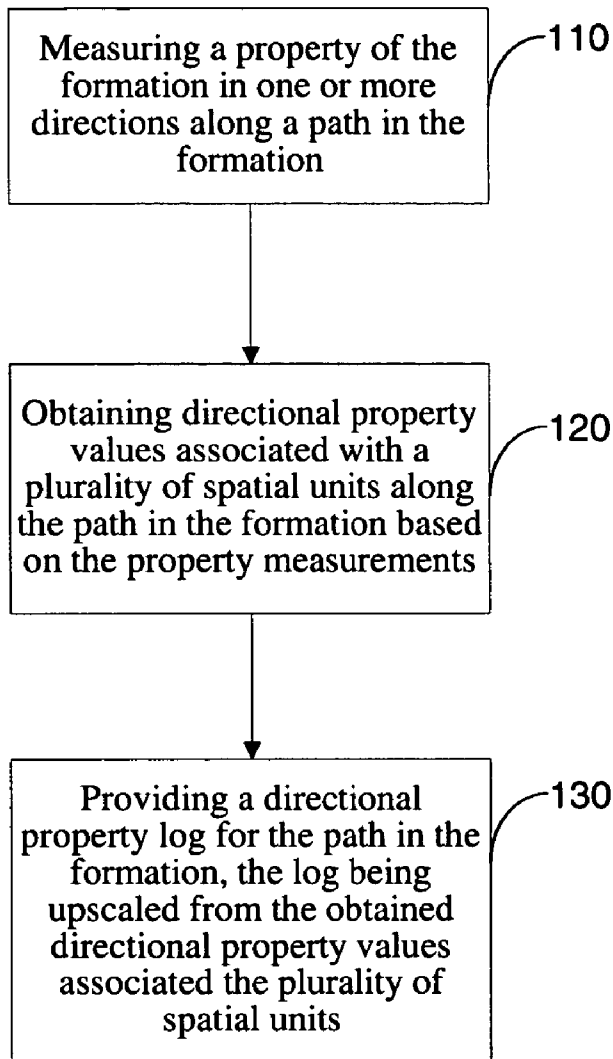 Measuring a property of the
formation in one or more
directions along a path in the
formation
110
Obtaining directional property
values associated with a
plurality of spatial units along
the path in the formation based
on the property measurements
120
Providing a directional
property log for the path in the
formation, the log being
upscaled from the obtained
directional property values
associated the plurality of
spatial units
130